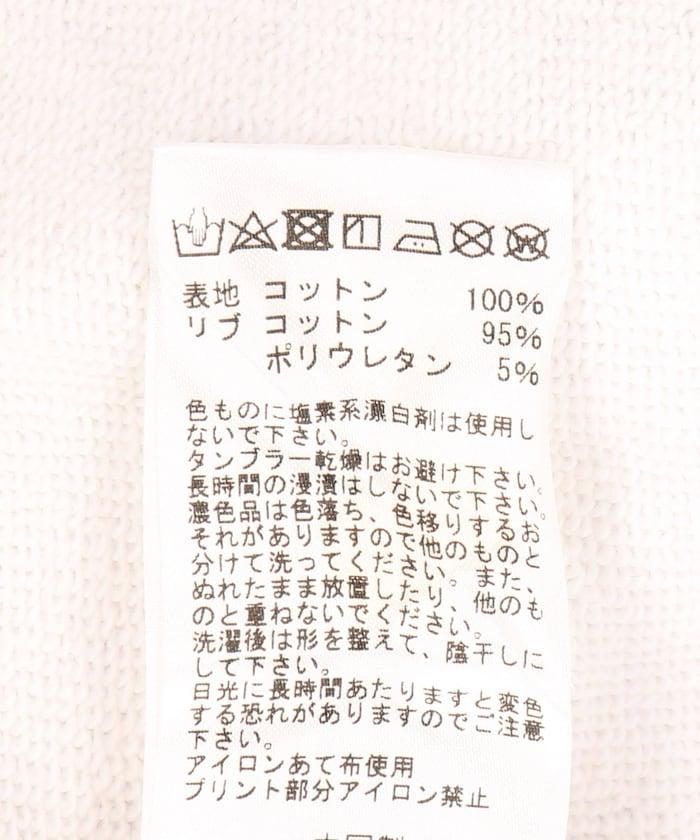 表地 コットン 100%
リブ コットン 95%
ポリウレタン 5%
色ものに塩素系漂白剤は使用し
ないで下さい。
タンブラー乾燥はお避け下さい。
長時間の浸漬はしないで下さい。
濃色品は色落ち、色移りするおと
それがありますので他のものと、
分けて洗ってください。また、
ぬれたまま放置したり、他のも
のと重ねないでください。
洗濯後は形を整えて、陰干しに
して下さい。
日光に長時間あたりますと変色
する恐れがありますのでご注意
下さい。
アイロンあて布使用
プリント部分アイロン禁止